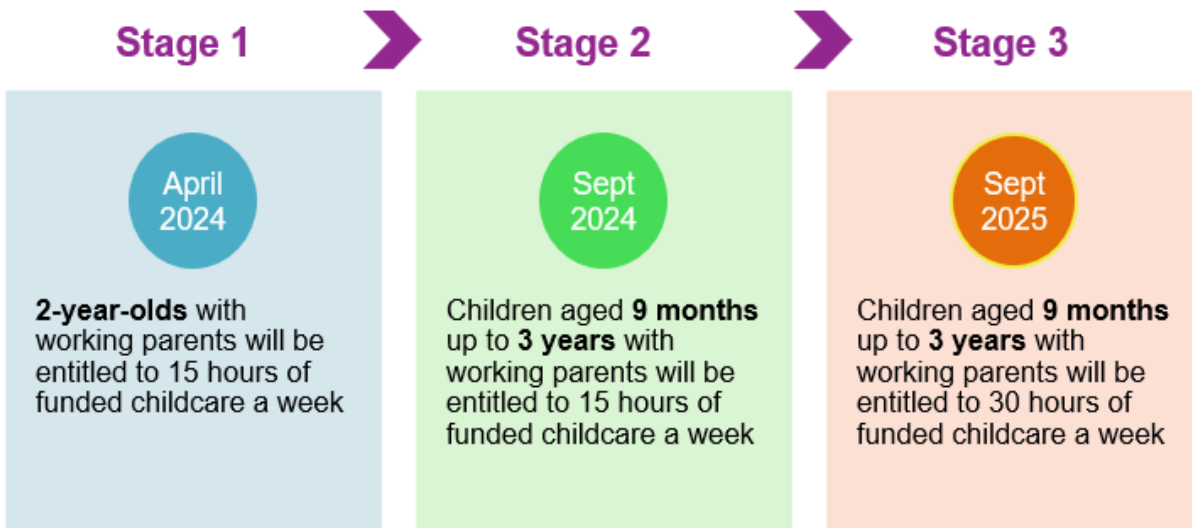 Stage 1
Stage 2
Stage 3
April
2024
2-year-olds with
working parents will be
entitled to 15 hours of
funded childcare a week
Sept
2024
Children aged 9 months
up to 3 years with
working parents will be
entitled to 15 hours of
funded childcare a week
Sept
2025
Children aged 9 months
up to 3 years with
working parents will be
entitled to 30 hours of
funded childcare a week